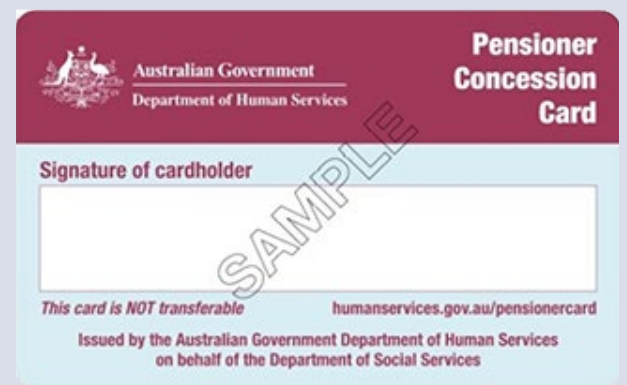 Australian Government
Department of Human Services
Pensioner
Concession
Card
Signature of cardholder
SAMPLE
This card is NOT transferable
humanservices.gov.au/pensionercard
Issued by the Australian Government Department of Human Services
on behalf of the Department of Social Services